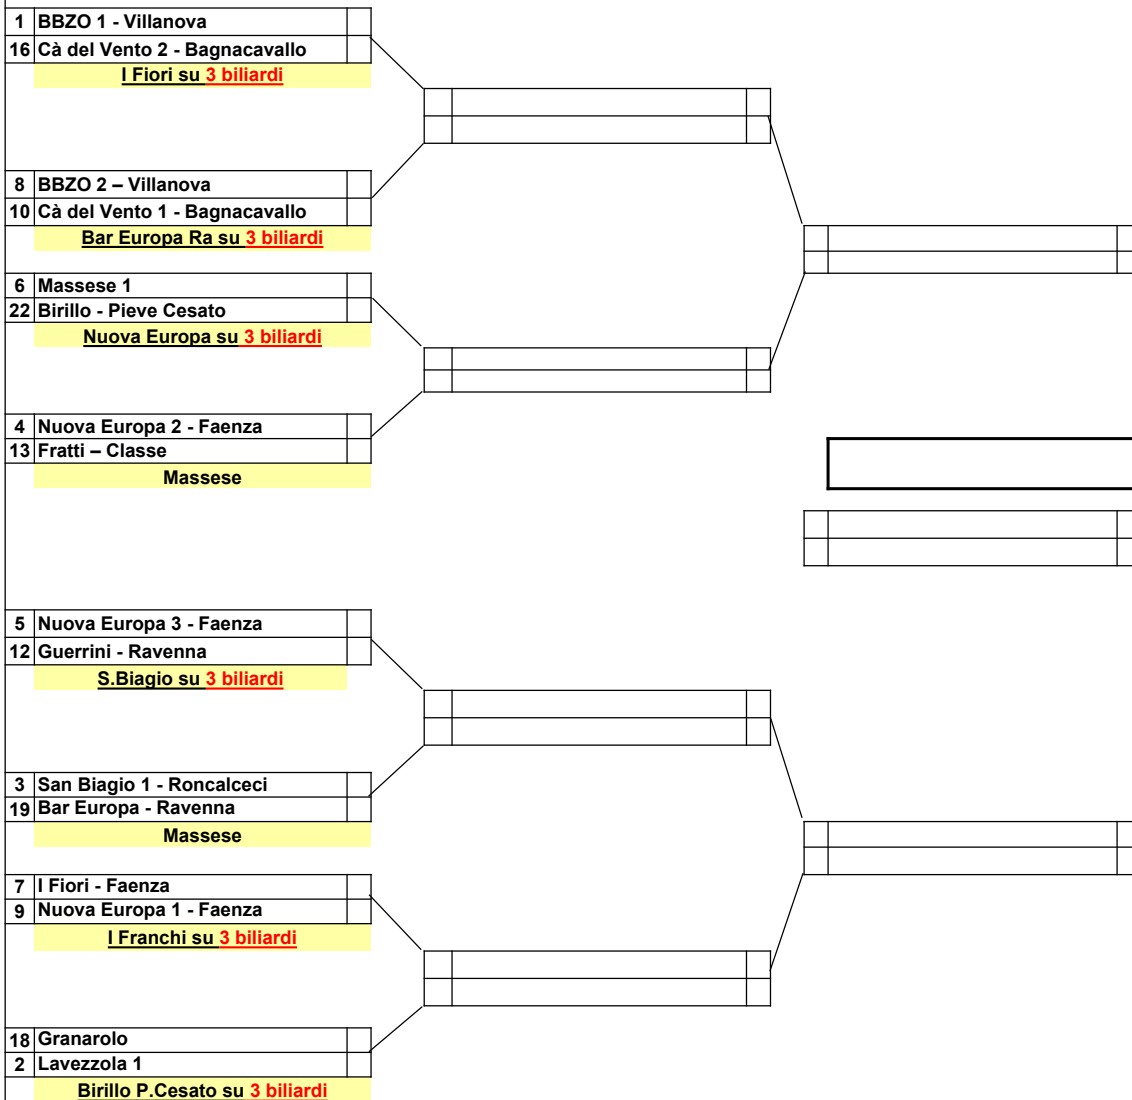 1 BBZO 1 - Villanova
16 Cà del Vento 2 - Bagnacavallo
I Fiori su 3 biliardi
8 BBZO 2 – Villanova
10 Cà del Vento 1 - Bagnacavallo
Bar Europa Ra su 3 biliardi
6 Massese 1
22 Birillo - Pieve Cesato
Nuova Europa su 3 biliardi
4 Nuova Europa 2 - Faenza
13 Fratti – Classe
Massese
5 Nuova Europa 3 - Faenza
12 Guerrini - Ravenna
S.Biagio su 3 biliardi
3 San Biagio 1 - Roncalceci
19 Bar Europa - Ravenna
Massese
7 I Fiori - Faenza
9 Nuova Europa 1 - Faenza
I Franchi su 3 biliardi
18 Granarolo
2 Lavezzola 1
Birillo P.Cesato su 3 biliardi